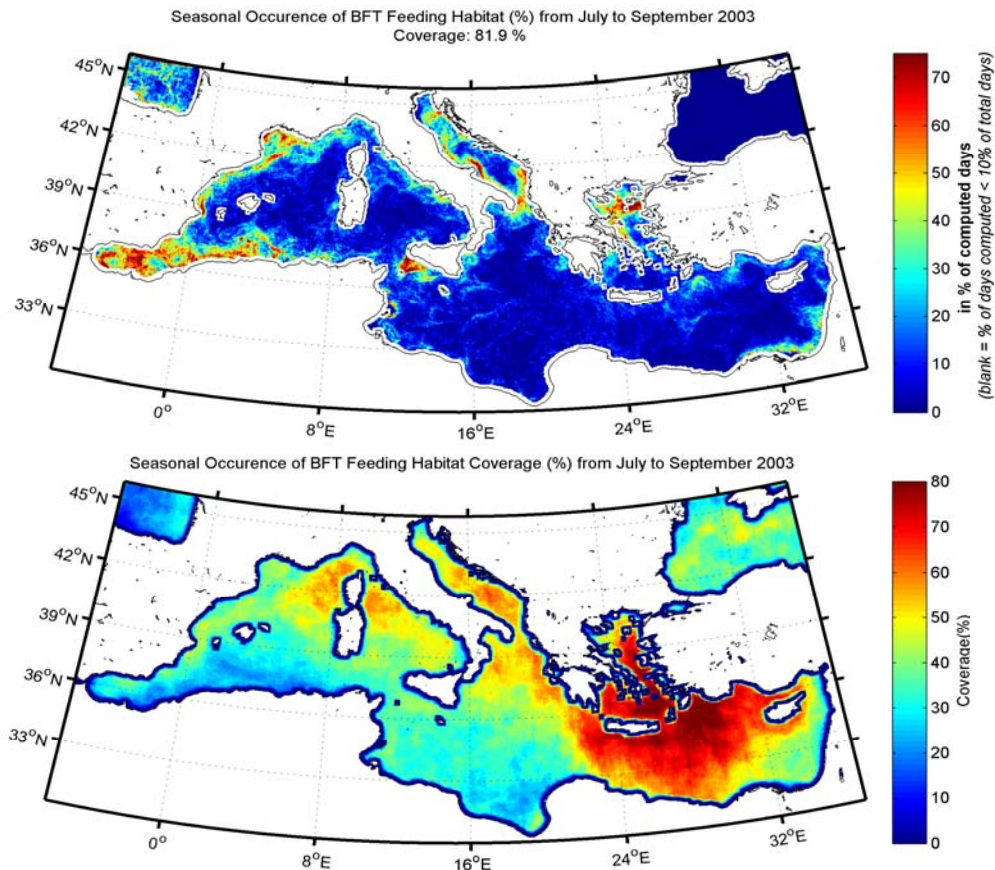 Seasonal Occurence of BFT Feeding Habitat (%) from July to September 2003
Coverage: 81.9 %
45°N
42°N
39°N
36°N
33°N
0°
8°E
16°E
24°E
32°E
70
60
50
40
30
20
10
0
in % of computed days
(blank = % of days computed < 10% of total days)
Seasonal Occurence of BFT Feeding Habitat Coverage (%) from July to September 2003
45°N
42°N
39°N
36°N
33°N
0°
8°E
16°E
24°E
32°E
80
70
60
50
40
30
20
10
0
Coverage(%)